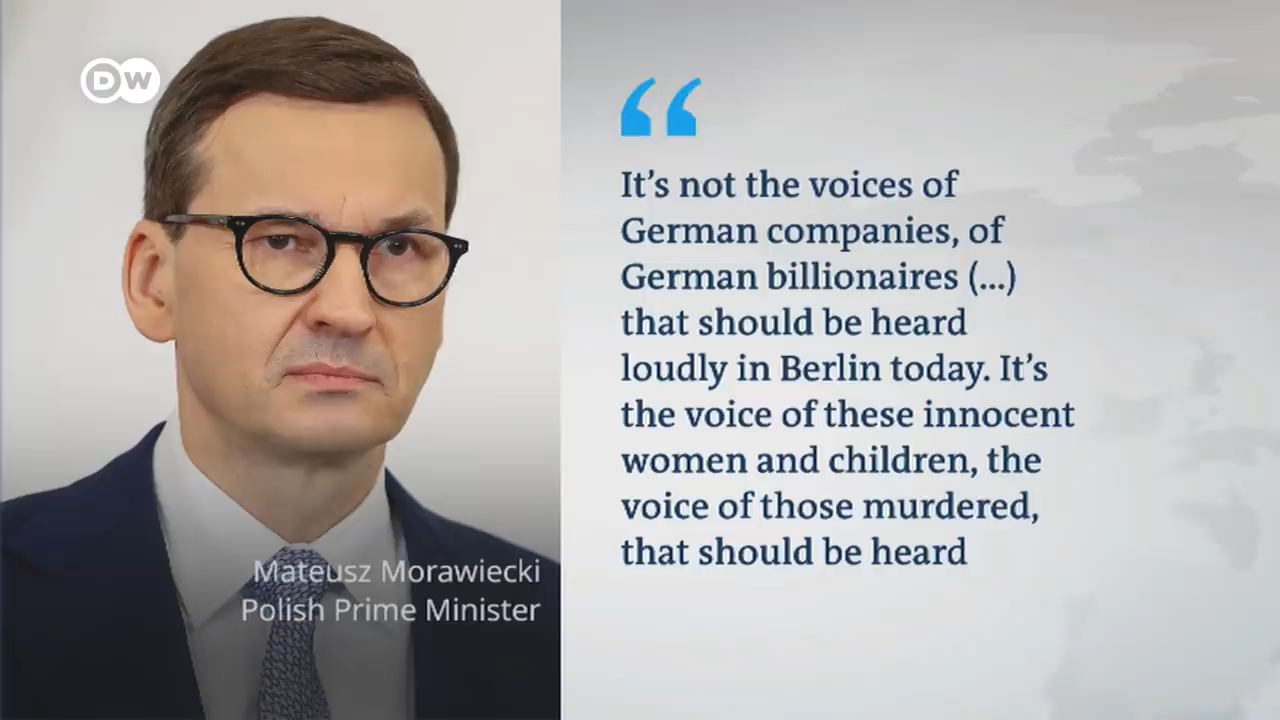 DW
“
It’s not the voices of
German companies, of
German billionaires (...)
that should be heard
loudly in Berlin today. It’s
the voice of these innocent
women and children, the
voice of those murdered,
that should be heard
Mateusz Morawiecki
Polish Prime Minister